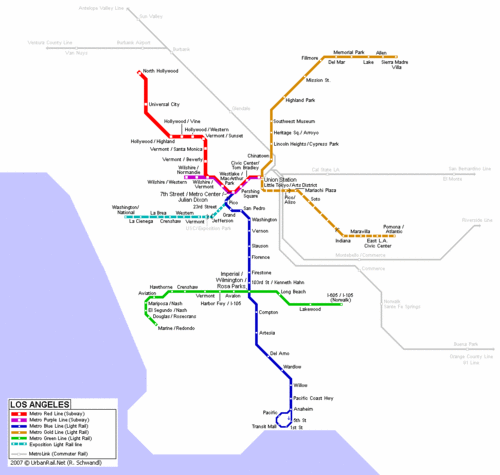 Antelope Valley Line
Sun Valley
Ventura County Line
Burbank Airport
Burbank
Van Nuys
Glendale
North Hollywood
Universal City
Hollywood / Vine
Hollywood / Western
Hollywood / Highland
Vermont / Sunset
Vermont / Santa Monica
Vermont / Beverly
Wilshire /
Normandie
Wilshire / Western
Wilshire /
Vermont
Westlake /
MacArthur
Park
Civic Center/
Tom Bradley
Pershing
Square
7th Street / Metro Center /
Julian Dixon
Fillmore
Memorial Park
Allen
Del Mar
Lake
Sierra Madre
Villa
Mission St.
Highland Park
Southwest Museum
Heritage Sq / Arroyo
Lincoln Heights/Cypress Park
Chinatown
Union Station
Little Tokyo/Arts District
Pico/
Aliso
Mariachi Plaza
Soto
Indiana
Maravilla
East L.A.
Civic Center
Pomona /
Atlantic
Cal State LA
San Bernardino Line
El Monte
Riverside Line
Montebello / Commerce
Commerce
Norwalk
Santa Fe Springs
Buena Park
Orange County Line
91 Line
Washington/
National
La Cienega
La Brea
Crenshaw
Western
Vermont
USC/Exposition Park
23rd Street
Jefferson
Pico
Grand
San Pedro
Washington
Vernon
Slauson
Florence
Firestone
103rd St / Kenneth Hahn
Imperial /
Wilmington /
Rosa Parks
Hawthorne
Crenshaw
Aviation
Vermont
Avalon
Harbor Fwy / I-105
Mariposa / Nash
El Segundo / Nash
Douglas / Rosecranz
Marine / Redondo
Long Beach
Lakewood
I-605 / I-105
(Norwalk)
Compton
Artesia
Del Amo
Wardlow
Willow
Pacific Coast Hwy
Anaheim
Pacific
5th St
Transit Mall
1st St
LOS ANGELES
Metro Red Line (Subway)
Metro Purple Line (Subway)
Metro Blue Line (Light Rail)
Metro Gold Line (Light Rail)
Metro Green Line (Light Rail)
Exposition Light Rail line
MetroLink (Commuter Rail)
2007 © UrbanRail.Net (R. Schwandl)